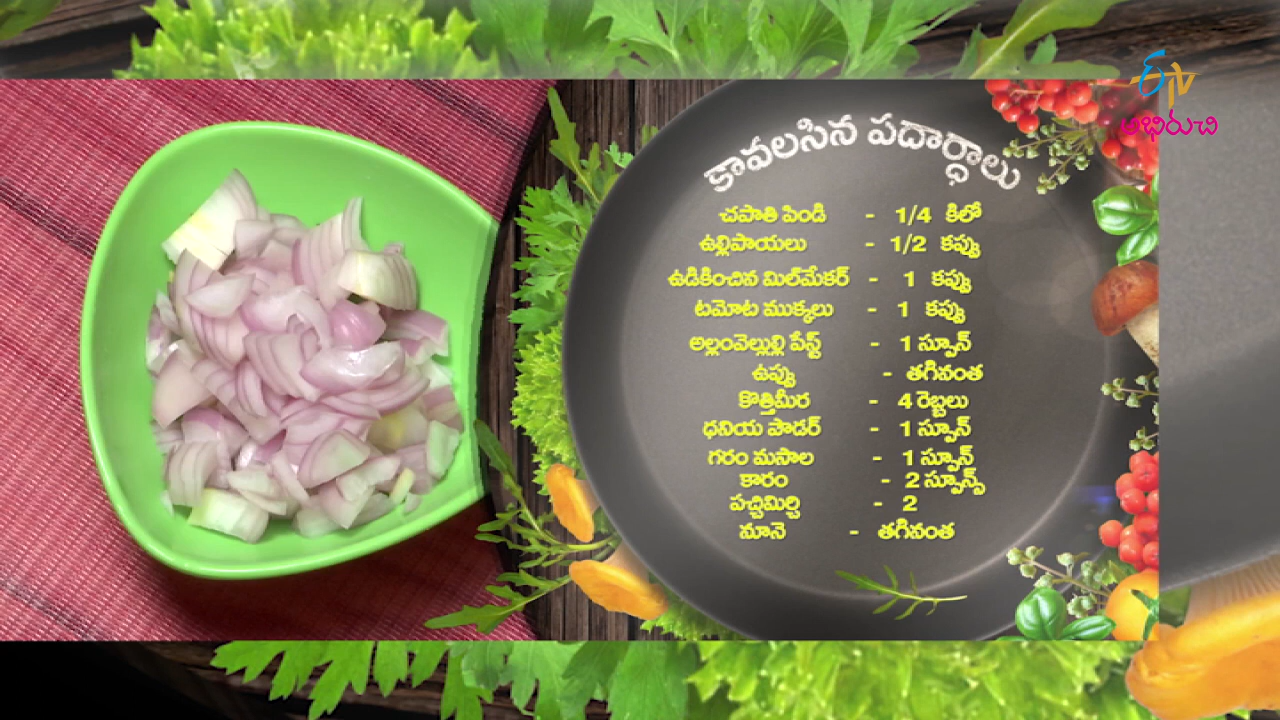 ఈtv
అభిరుచి
కావలసిన పదార్ధాలు
చపాతి పిండి - 1/4 కిలో
ఉల్లిపాయలు - 1/2 కప్పు
ఉడికించిన మిల్‌మేకర్ - 1 కప్పు
టమోట ముక్కలు - 1 కప్పు
అల్లంవెల్లుల్లి పేస్ట్ - 1 స్పూన్
ఉప్పు - తగినంత
కొత్తిమీర - 4 రెబ్బలు
ధనియ పౌడర్ - 1 స్పూన్
గరం మసాల - 1 స్పూన్
కారం - 2 స్పూన్స్
పచ్చిమిర్చి - 2
మానె - తగినంత